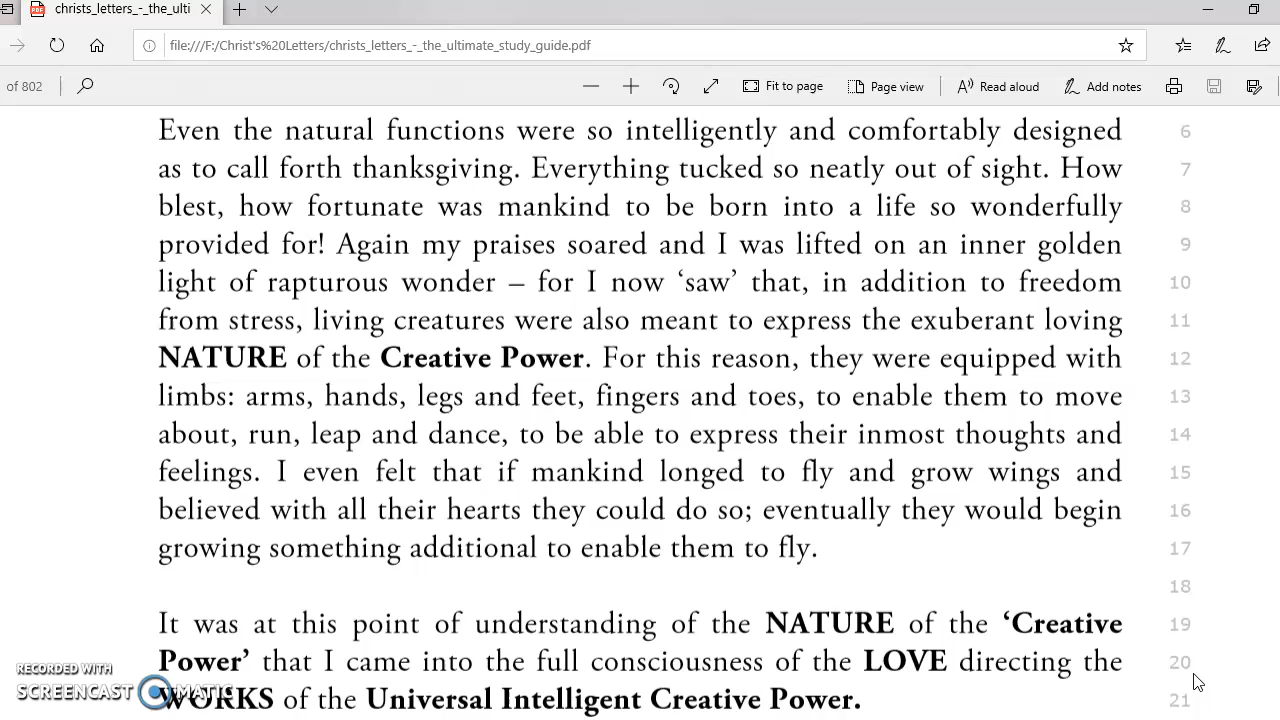 christs_letters_-_the_ulti
file:///F:/Christ's%20Letters/christs_letters_-_the_ultimate_study_guide.pdf
of 802 Fit to page Page view Read aloud Add notes
Even the natural functions were so intelligently and comfortably designed 6
as to call forth thanksgiving. Everything tucked so neatly out of sight. How 7
blest, how fortunate was mankind to be born into a life so wonderfully 8
provided for! Again my praises soared and I was lifted on an inner golden 9
light of rapturous wonder – for I now ‘saw’ that, in addition to freedom 10
from stress, living creatures were also meant to express the exuberant loving 11
NATURE of the Creative Power. For this reason, they were equipped with 12
limbs: arms, hands, legs and feet, fingers and toes, to enable them to move 13
about, run, leap and dance, to be able to express their inmost thoughts and 14
feelings. I even felt that if mankind longed to fly and grow wings and 15
believed with all their hearts they could do so; eventually they would begin 16
growing something additional to enable them to fly. 17
18
It was at this point of understanding of the NATURE of the ‘Creative 19
Power’ that I came into the full consciousness of the LOVE directing the 20
WORKS of the Universal Intelligent Creative Power. 21
RECORDED WITH
SCREENCAST MATIC